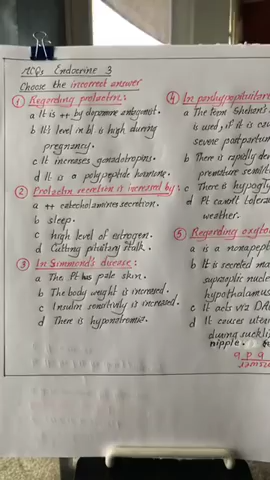 MCQs Endocrine 3
Choose the incorrect answer
① Regarding prolactin:
a It is ++ by dopamine antagonist.
b It's level in bl is high during
pregnancy.
c It increases gonadotropins.
d It is a polypeptide hormone.
② Prolactin secretion is increased by:
a ++ catecholamines secretion.
b sleep.
c high level of estrogen.
d Cutting pituitary stalk.
③ In Simmond's disease:
a The Pt has pale skin.
b The body weight is increased.
c Insulin sensitivity is increased.
d There is hyponatremia.
④ In panhypopituitaris
a The term Shehan's
is used, if it is cau
severe postpartum
b There is rapidly de
premature senilit
c There is hypogly
d Pt can't tolera
weather.
⑤ Regarding oxyto
a is a nonapept
b It is secreted ma
supraoptic nucle
hypothalamus
c It acts via DA
d It causes uter
during suckli
nipple.